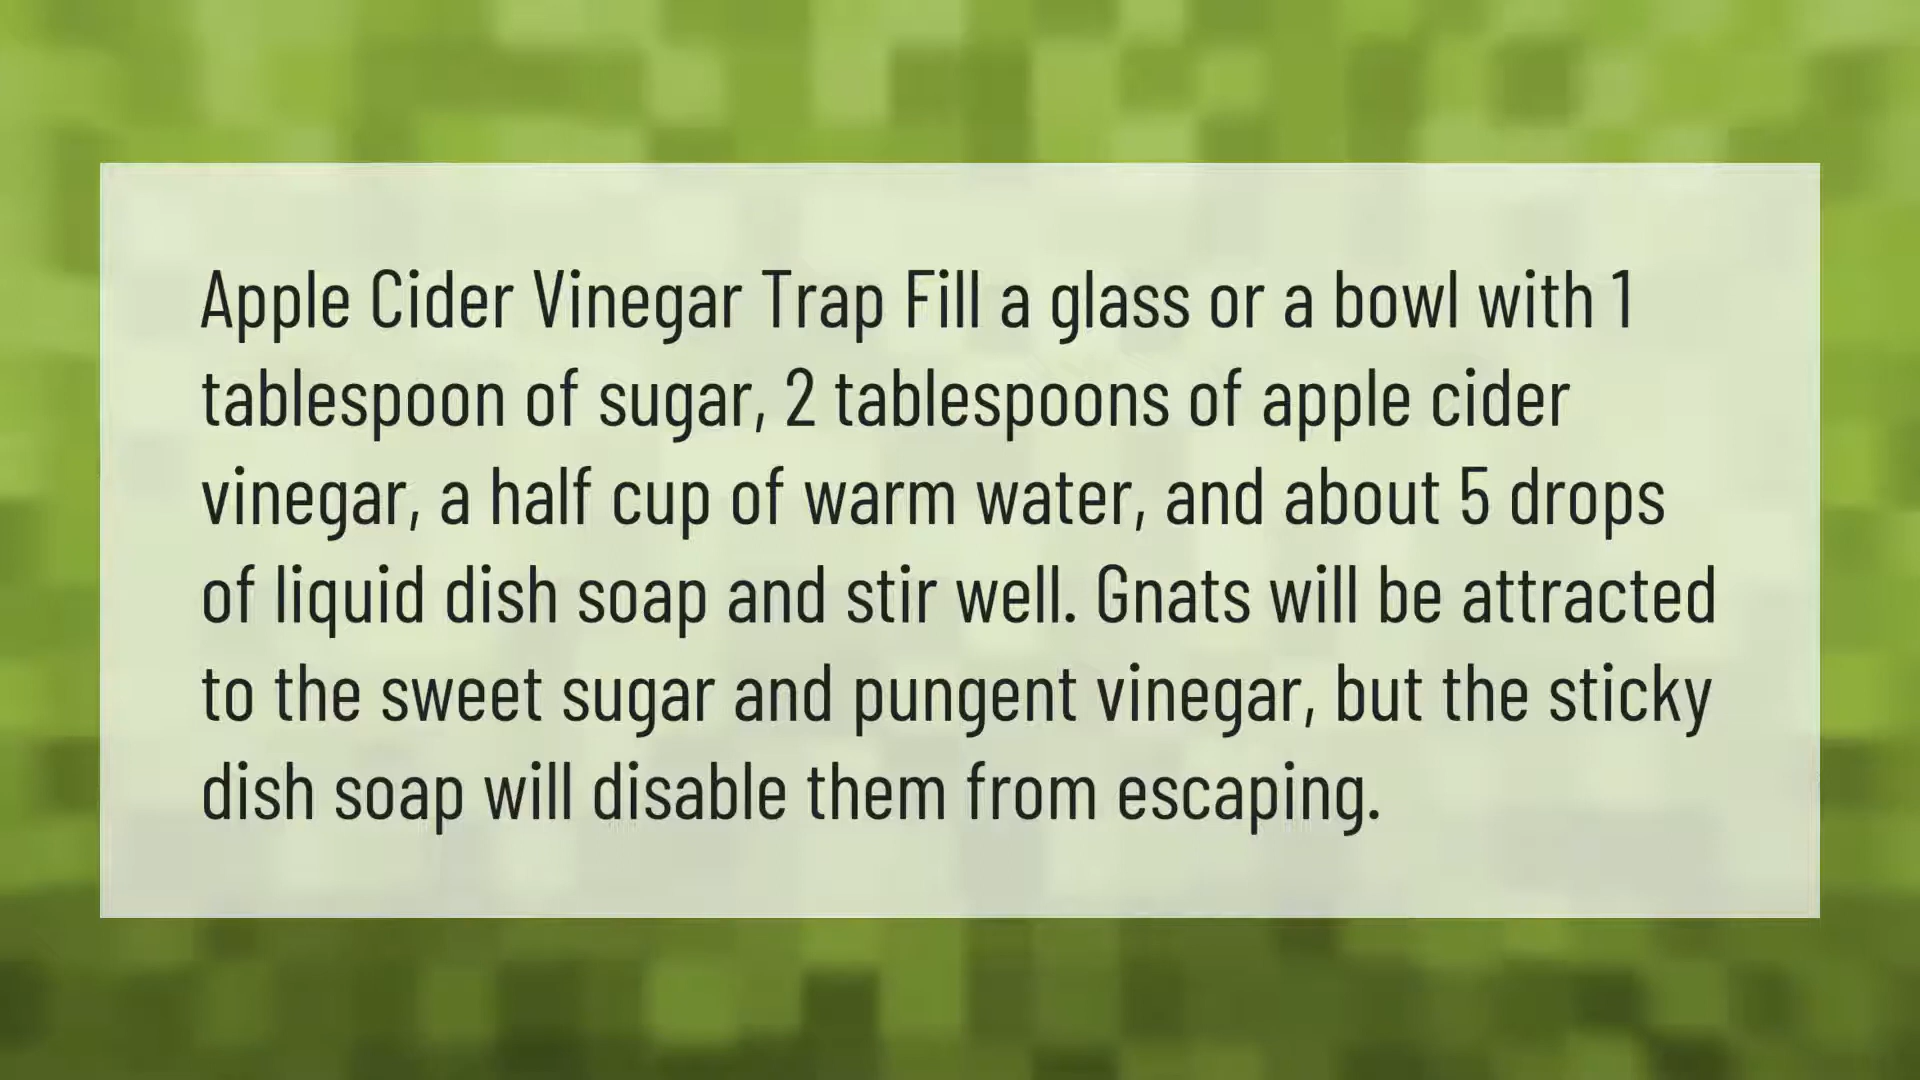 Apple Cider Vinegar Trap Fill a glass or a bowl with 1
tablespoon of sugar, 2 tablespoons of apple cider
vinegar, a half cup of warm water, and about 5 drops
of liquid dish soap and stir well. Gnats will be attracted
to the sweet sugar and pungent vinegar, but the sticky
dish soap will disable them from escaping.